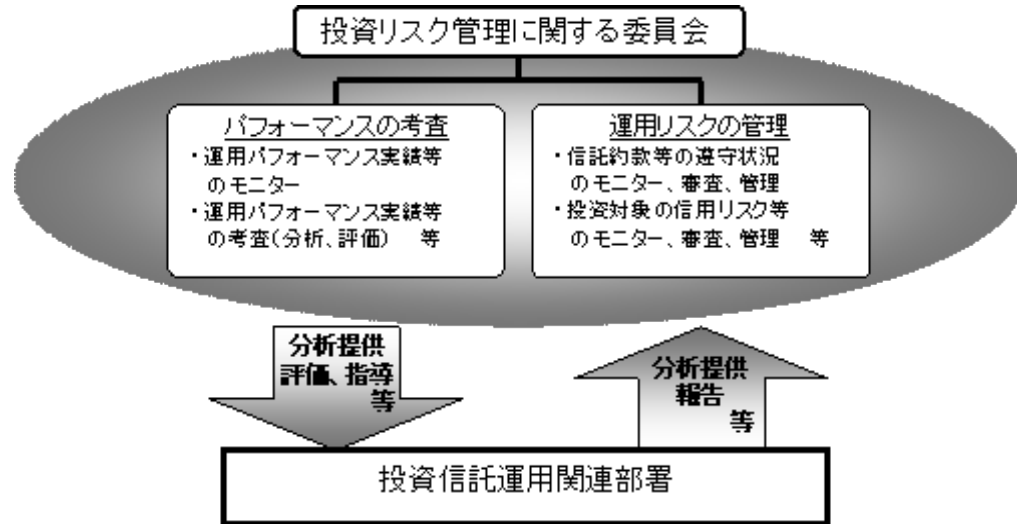 投資リスク管理に関する委員会
パフォーマンスの考査
・運用パフォーマンス実績等
のモニター
・運用パフォーマンス実績等
の考査(分析、評価) 等
運用リスクの管理
・信託約款等の遵守状況
のモニター、審査、管理
・投資対象の信用リスク等
のモニター、審査、管理 等
分析提供
評価、指導
等
分析提供
報告
等
投資信託運用関連部署